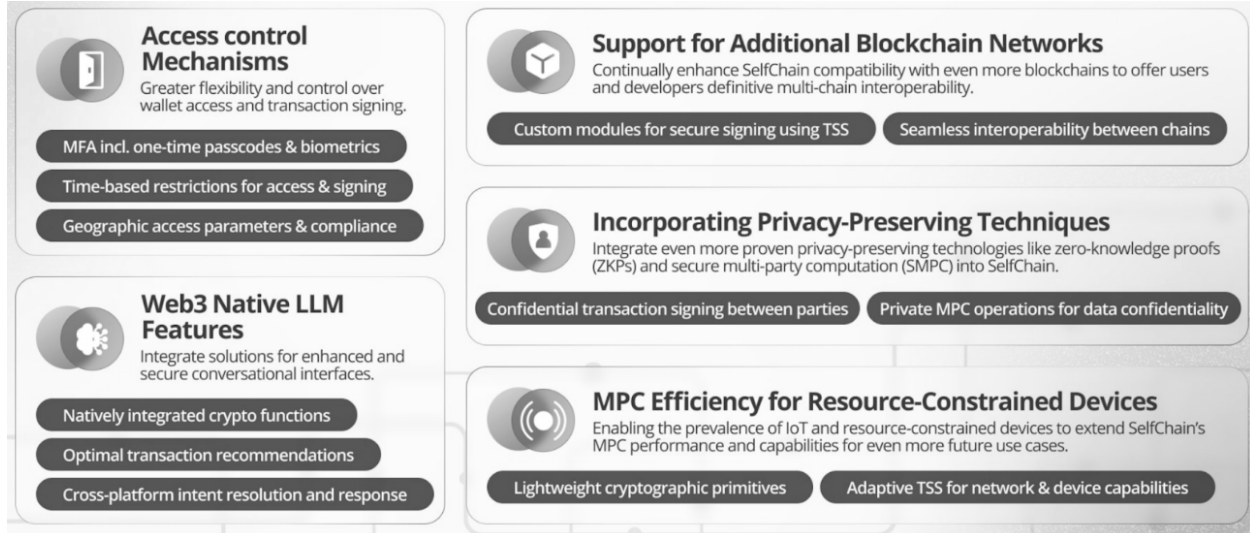 Access control
Mechanisms
Greater flexibility and control over
wallet access and transaction signing.
MFA incl. one-time passcodes & biometrics
Time-based restrictions for access & signing
Geographic access parameters & compliance
Web3 Native LLM
Features
Integrate solutions for enhanced and
secure conversational interfaces.
Natively integrated crypto functions
Optimal transaction recommendations
Cross-platform intent resolution and response
Support for Additional Blockchain Networks
Continually enhance SelfChain compatibility with even more blockchains to offer users
and developers definitive multi-chain interoperability.
Custom modules for secure signing using TSS
Seamless interoperability between chains
Incorporating Privacy-Preserving Techniques
Integrate even more proven privacy-preserving technologies like zero-knowledge proofs
(ZKPs) and secure multi-party computation (SMPC) into SelfChain.
Confidential transaction signing between parties
Private MPC operations for data confidentiality
MPC Efficiency for Resource-Constrained Devices
Enabling the prevalence of IoT and resource-constrained devices to extend SelfChain's
MPC performance and capabilities for even more future use cases.
Lightweight cryptographic primitives
Adaptive TSS for network & device capabilities